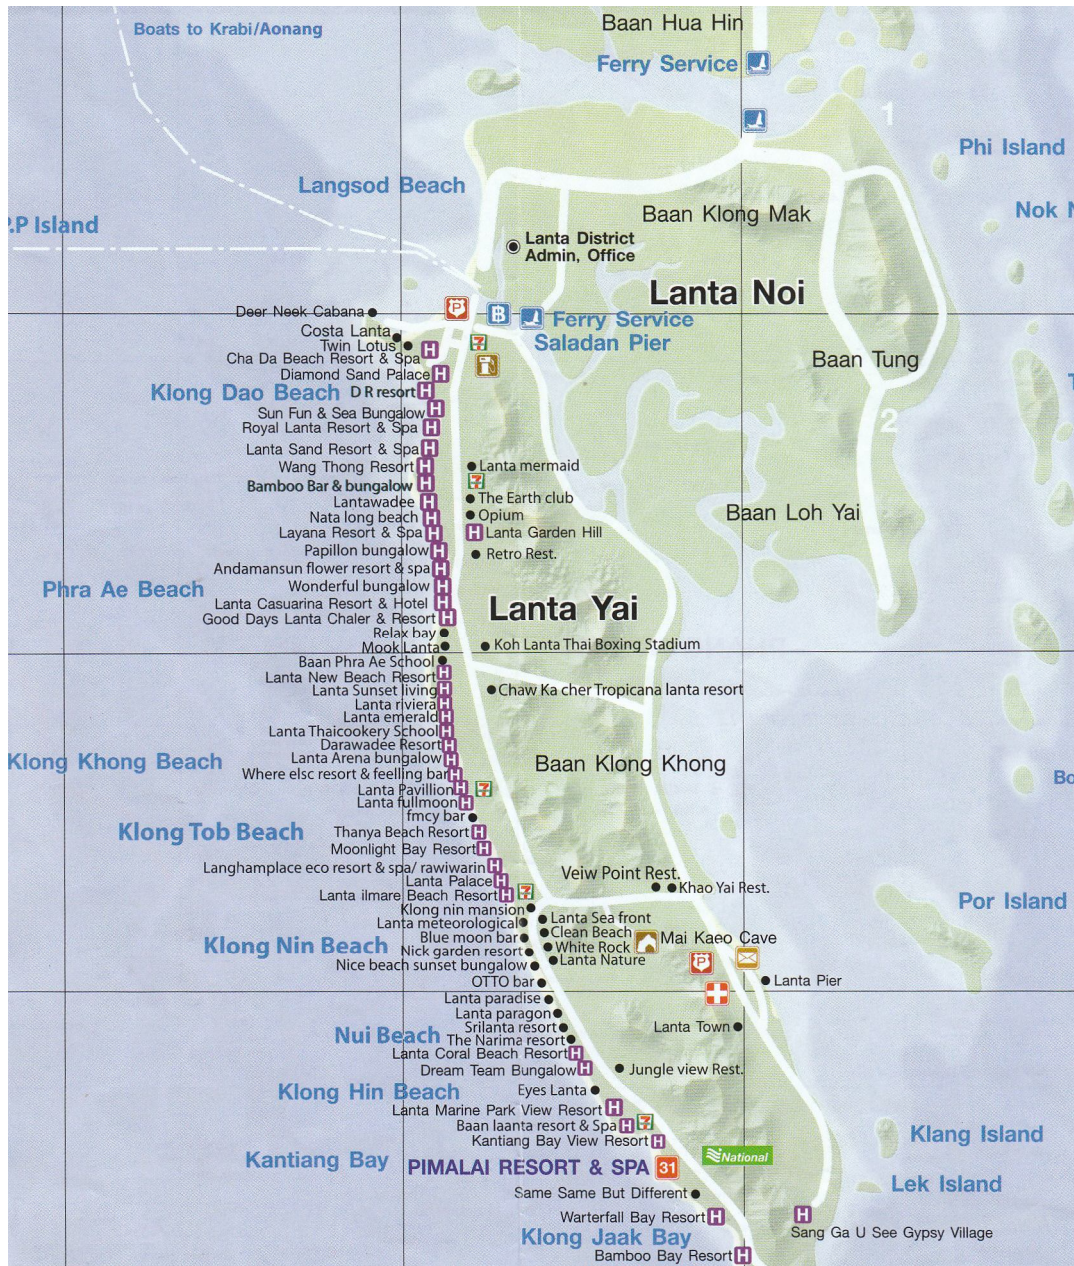 Baan Hua Hin
Boats to Krabi/Aonang
Ferry Service
1
Phi Island
Langsod Beach
Nok
Baan Klong Mak
P.P Island
Lanta District
Admin, Office
Lanta Noi
Deer Neek Cabana
P
B
Ferry Service
Costa Lanta
Saladan Pier
Twin Lotus
7
Cha Da Beach Resort & Spa
H
Baan Tung
Diamond Sand Palace H
Klong Dao Beach
D R resort H
Sun Fun & Sea Bungalow H
2
Royal Lanta Resort & Spa H
Lanta Sand Resort & Spa H
Wang Thong Resort H
Lanta mermaid
Bamboo Bar & bungalow H
7
Lantawadee H
The Earth club
Nata long beach H
Opium
Baan Loh Yai
Layana Resort & Spa H
H Lanta Garden Hill
Papillon bungalow H
Retro Rest.
Andamansun flower resort & spa H
Phra Ae Beach
Wonderful bungalow H
Lanta Casuarina Resort & Hotel H
Lanta Yai
Good Days Lanta Chaler & Resort H
Relax bay
Mook Lanta
Koh Lanta Thai Boxing Stadium
Baan Phra Ae School
Lanta New Beach Resort H
Lanta Sunset living H
Chaw Ka cher Tropicana lanta resort
Lanta riviera H
Lanta emerald H
Lanta Thaicookery School H
Darawadee Resort H
Lanta Arena bungalow H
Klong Khong Beach
Baan Klong Khong
Where elsc resort & feelling bar H
Bo
Lanta Pavillion H
7
Lanta fullmoon H
fmcy bar
Klong Tob Beach
Thanya Beach Resort H
Moonlight Bay Resort H
Langhamplace eco resort & spa/ rawiwarin H
Veiw Point Rest.
Lanta Palace H
Khao Yai Rest.
Lanta ilmare Beach Resort H
7
Por Island
Klong nin mansion
Lanta meteorological
Lanta Sea front
Blue moon bar
Clean Beach
Mai Kaeo Cave
Klong Nin Beach
Nick garden resort
White Rock
Nice beach sunset bungalow
Lanta Nature
P
OTTO bar
Lanta Pier
Lanta paradise
Lanta paragon
Srilanta resort
Lanta Town
Nui Beach
The Narima resort
Lanta Coral Beach Resort H
Dream Team Bungalow H
Jungle view Rest.
Klong Hin Beach
Eyes Lanta
Lanta Marine Park View Resort H
Baan laanta resort & Spa H
7
Kantiang Bay View Resort H
Klang Island
National
Kantiang Bay
PIMALAI RESORT & SPA 31
Lek Island
Same Same But Different
Warterfall Bay Resort H
H
Sang Ga U See Gypsy Village
Klong Jaak Bay
Bamboo Bay Resort H